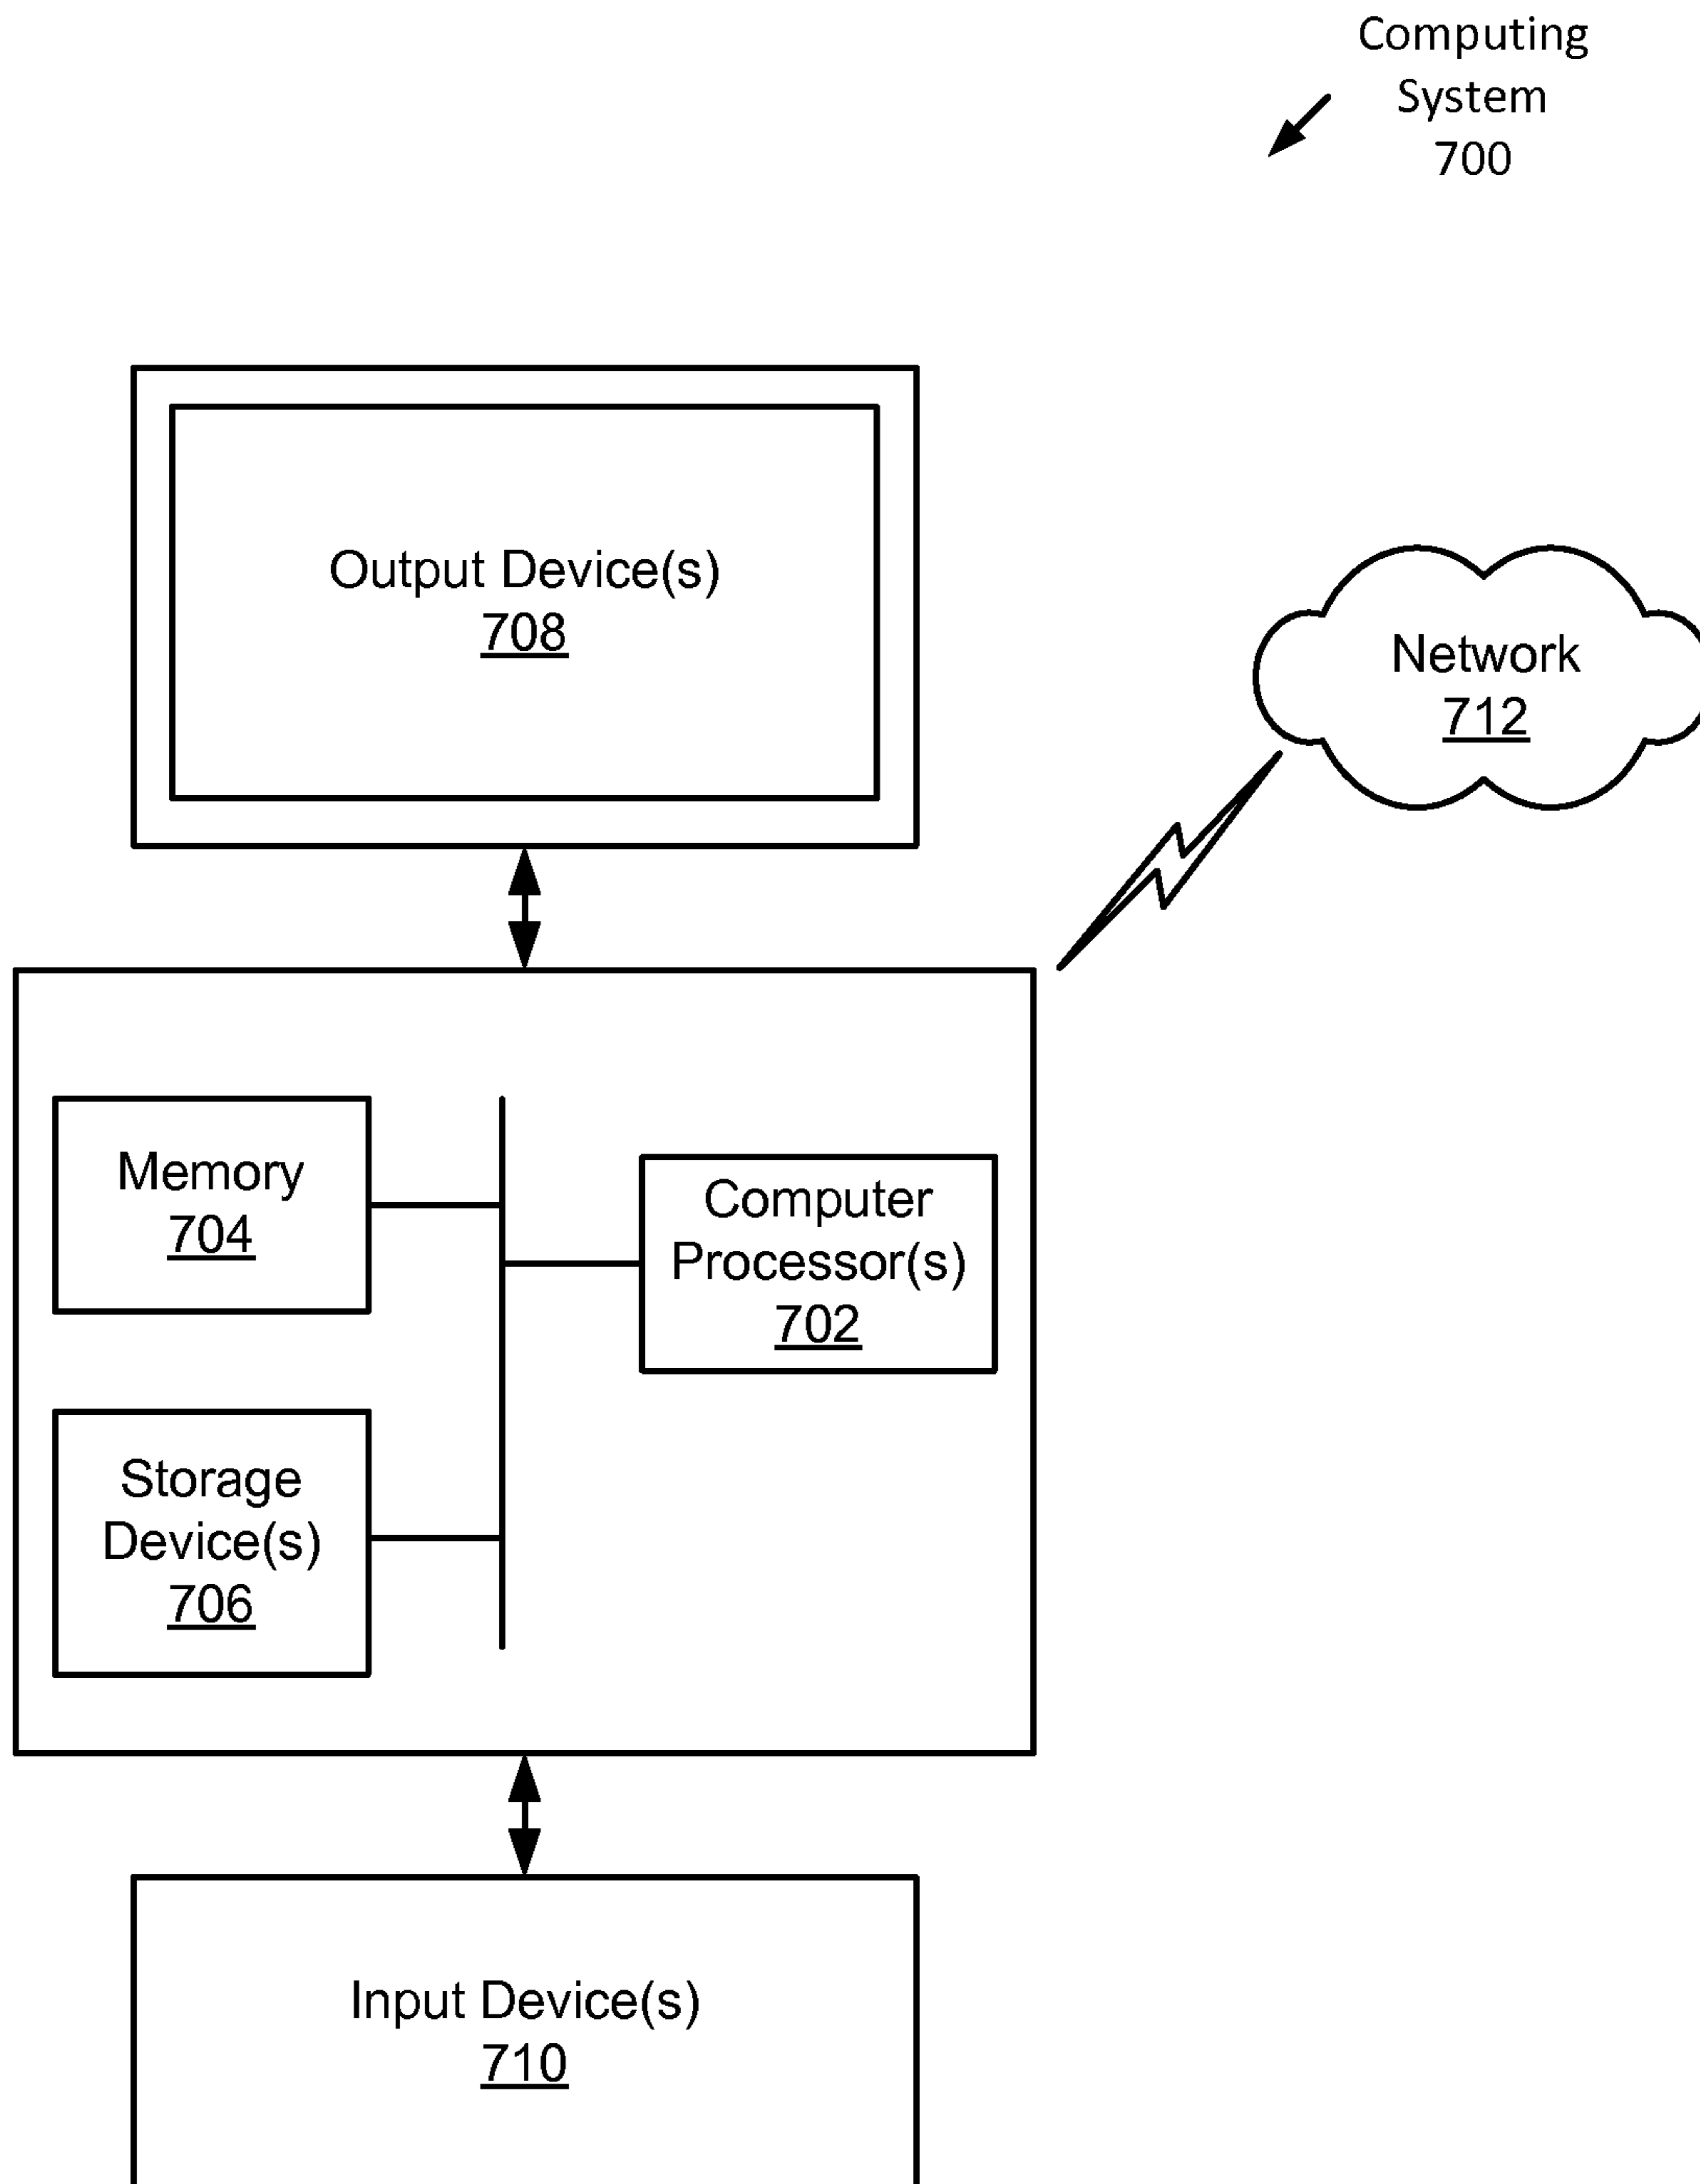 Computing
System
700
Output Device(s)
708
Network
712
Memory
704
Computer
Processor(s)
702
Storage
Device(s)
706
Input Device(s)
710